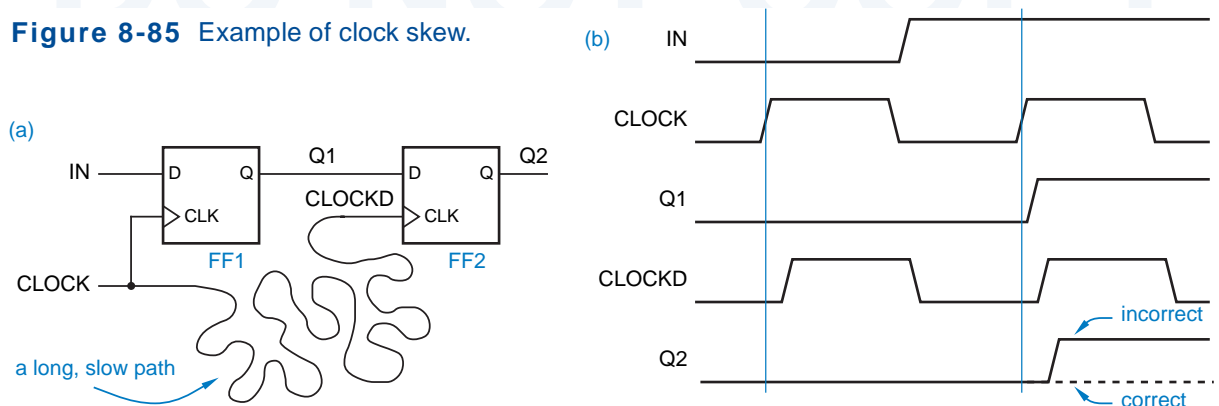 Figure 8-85 Example of clock skew.
(a)
IN
D
Q
CLK
FF1
Q1
CLOCKD
D
Q
CLK
FF2
Q2
CLOCK
a long, slow path
(b)
IN
CLOCK
Q1
CLOCKD
Q2
incorrect
correct